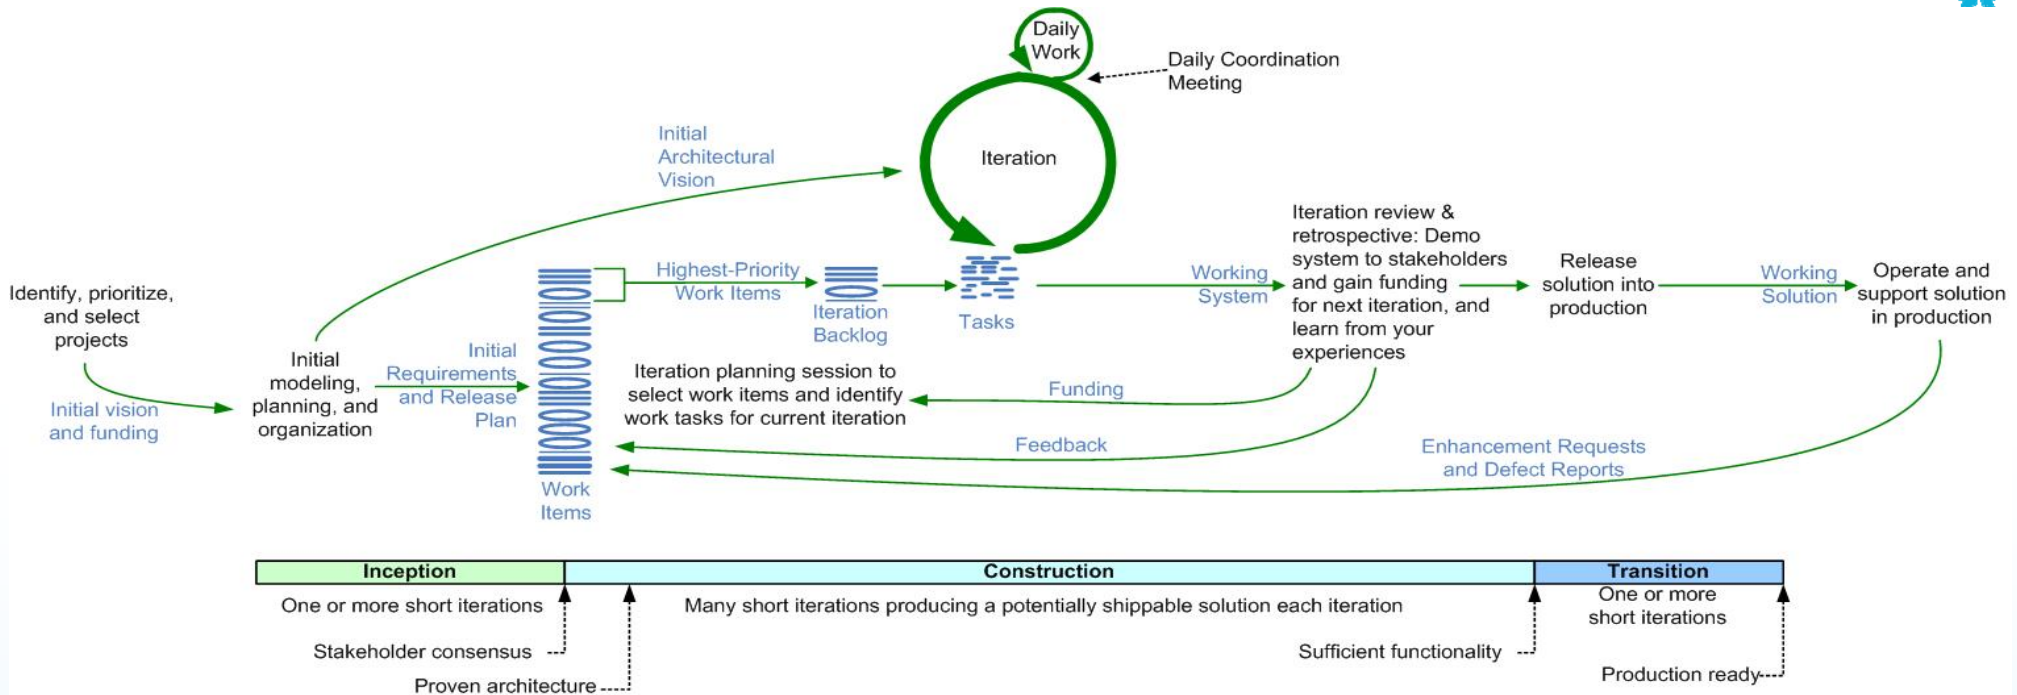 Daily
Work
Daily Coordination
Meeting
Initial
Architectural
Vision
Iteration
Identify, prioritize,
and select
projects
Initial vision
and funding
Initial
modeling,
planning, and
organization
Initial
Requirements
and Release
Plan
Work
Items
Highest-Priority
Work Items
Iteration
Backlog
Tasks
Iteration planning session to
select work items and identify
work tasks for current iteration
Working
System
Iteration review &
retrospective: Demo
system to stakeholders
and gain funding
for next iteration, and
learn from your
experiences
Funding
Feedback
Release
solution into
production
Working
Solution
Operate and
support solution
in production
Enhancement Requests
and Defect Reports
Inception
Construction
Transition
One or more short iterations
Many short iterations producing a potentially shippable solution each iteration
One or more
short iterations
Stakeholder consensus
Proven architecture
Sufficient functionality
Production ready